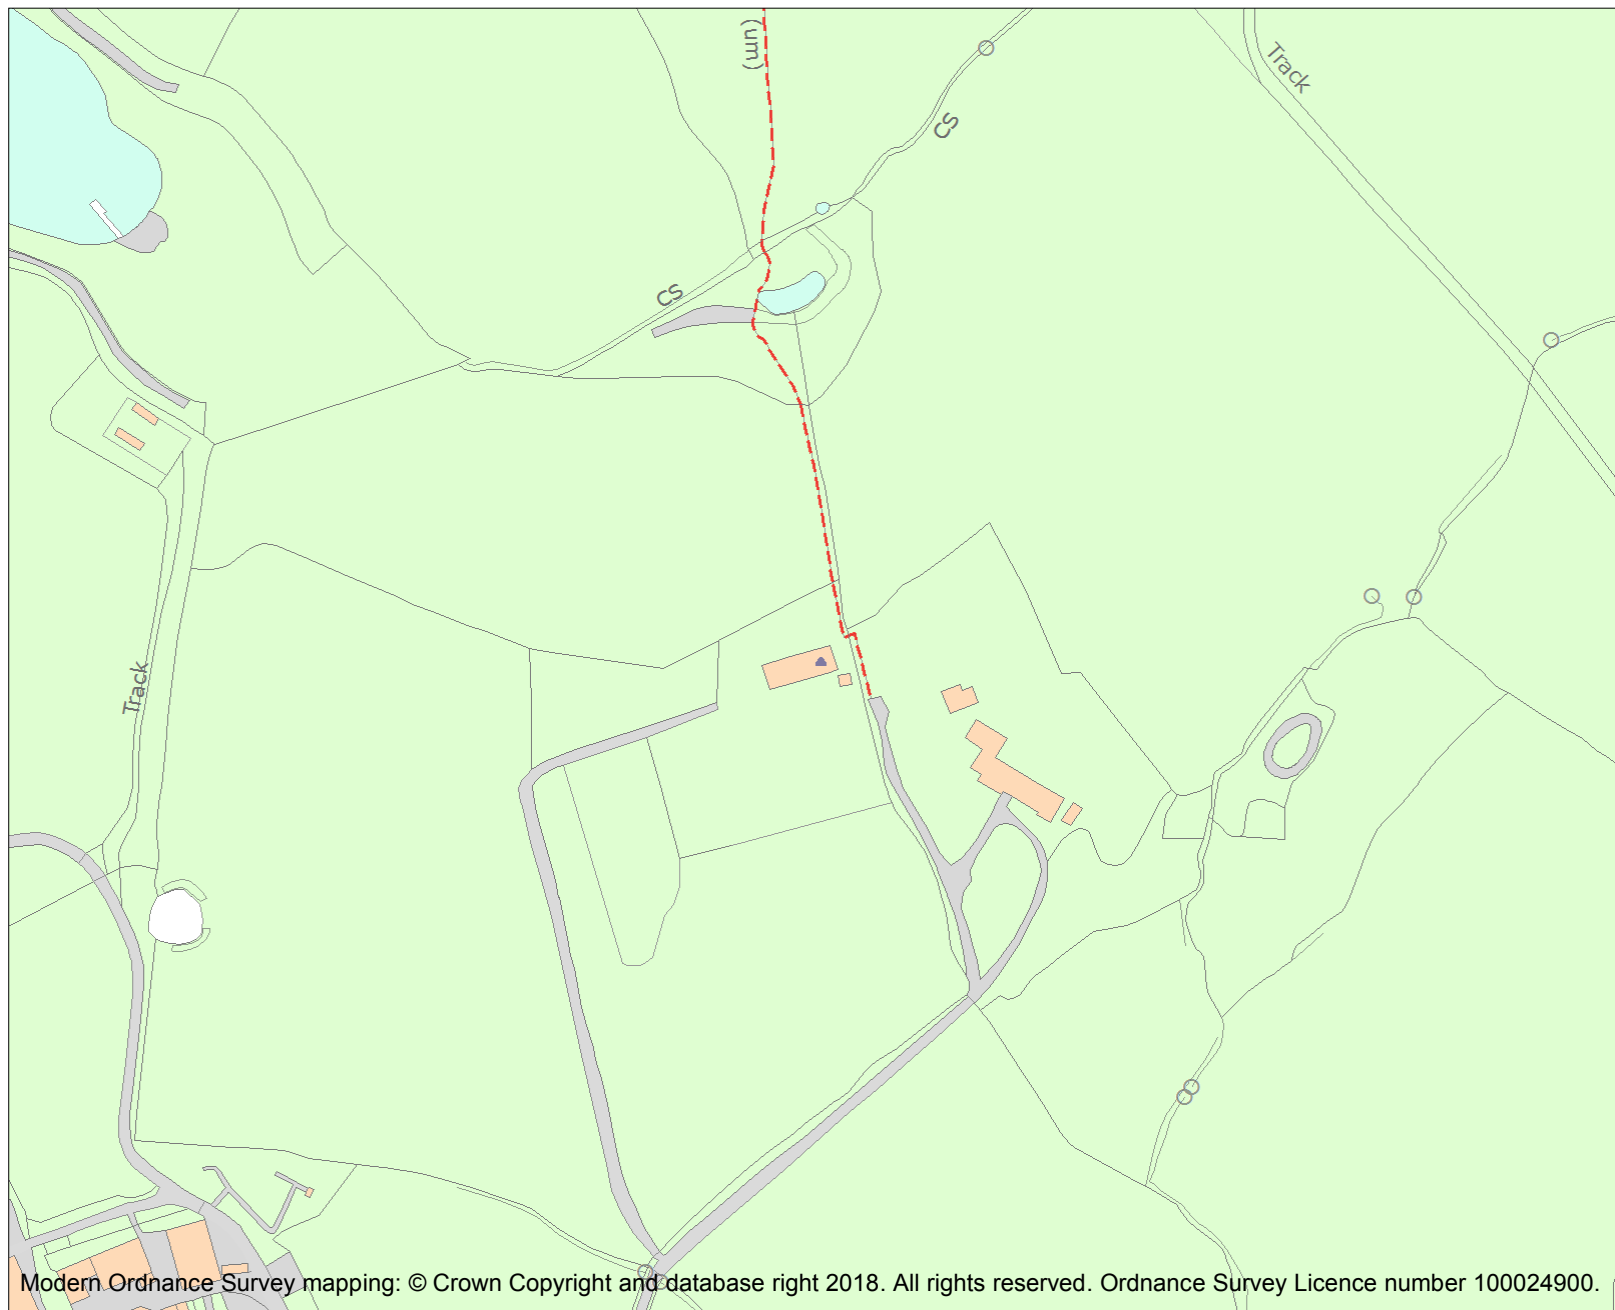 (um)
Track
CS
CS
Track
Modern Ordnance Survey mapping: © Crown Copyright and database right 2018. All rights reserved. Ordnance Survey Licence number 100024900.